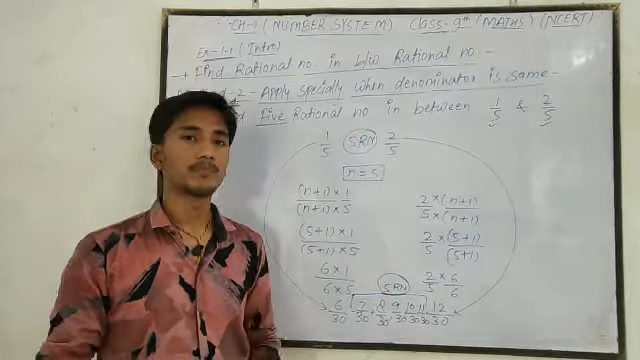 CH-1 (NUMBER SYSTEM) Class-9th (MATHS) (NCERT)
Ex-1.1 (Intro)
→ Find Rational no. in b/w Rational no. -
2 - Apply specially when denominator is same -
Five Rational no in between 1/5 & 2/5
1/5 5RN 2/5
n = 5
(n+1) × 1 / (n+1) × 5 2 × (n+1) / 5 × (n+1)
(5+1) × 1 / (5+1) × 5 2/5 × (5+1) / (5+1)
6 × 1 / 6 × 5 2/5 × 6/6
5RN
6/30 7/30, 8/30 9/30 10/30 11/30 12/30